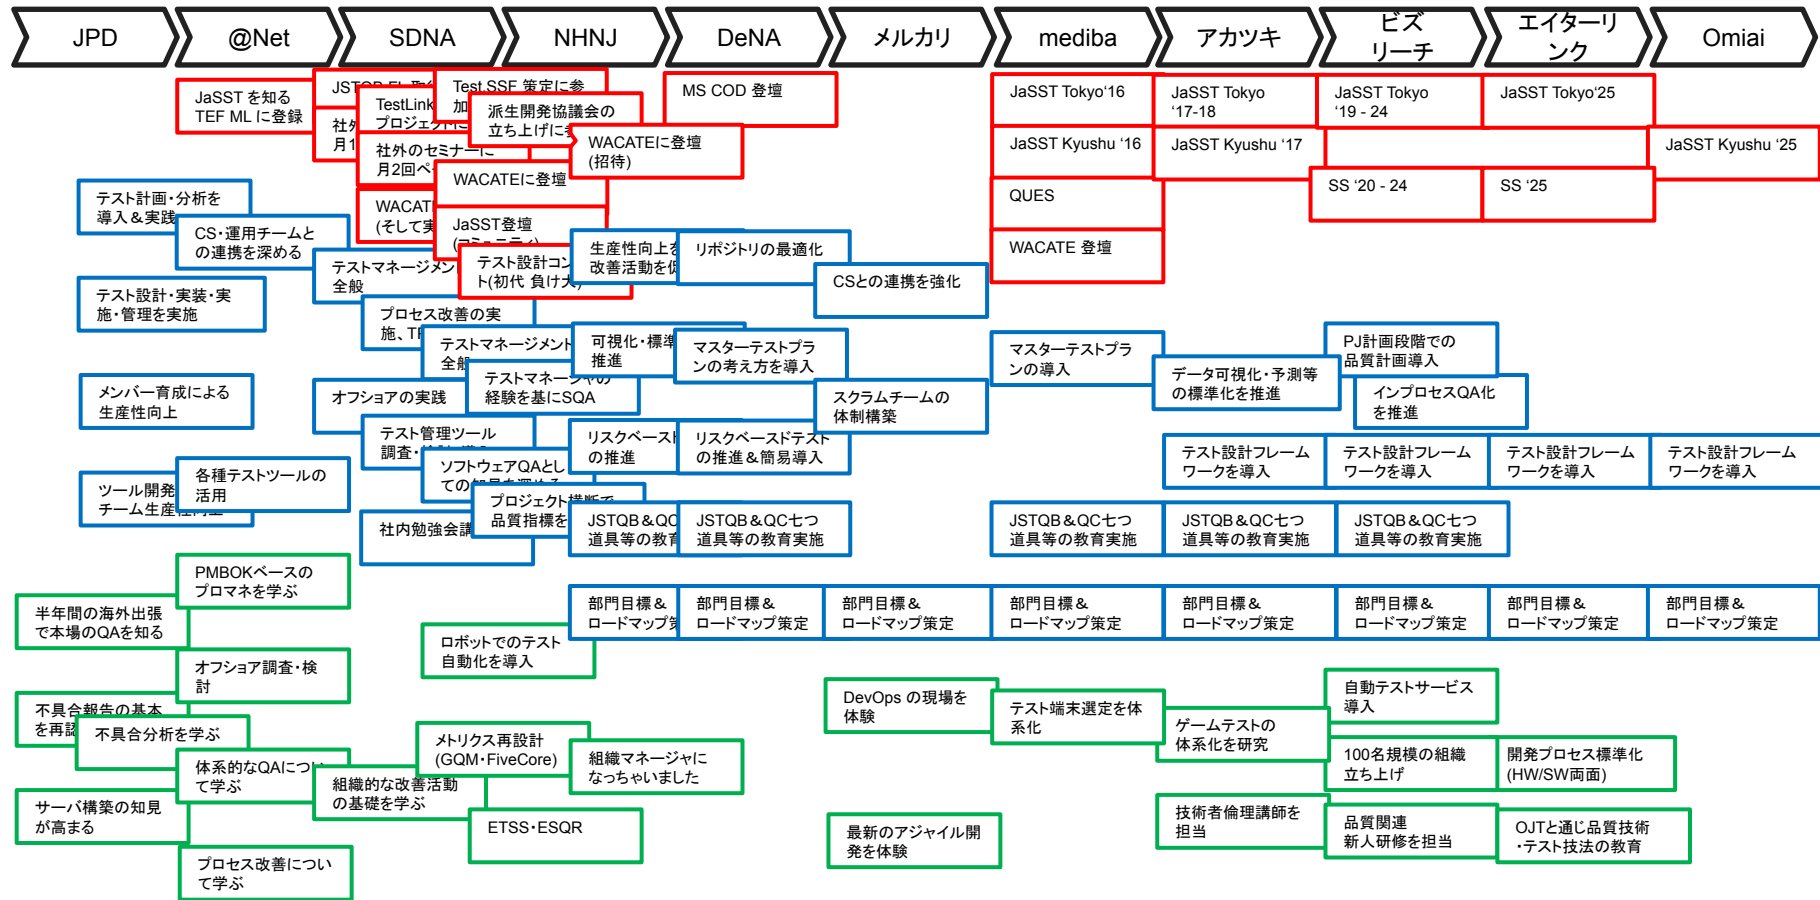 JPD
@Net
SDNA
NHNJ
DeNA
メルカリ
mediba
アカツキ
ビズ
リーチ
エイターリ
ンク
Omiai
JaSST を知る
TEF ML に登録
TestLink
社外のセミナーに
月2回ペ
WACATE
(そして実
Test.SSF 策定に参
加
派生開発協議会の
立ち上げに
WACATEに登壇
(招待)
WACATEに登壇
JaSST登壇
テスト設計コン
ト(初代 負け犬)
MS COD 登壇
JaSST Tokyo‘16
JaSST Kyushu ‘16
QUES
WACATE 登壇
JaSST Tokyo
‘17-18
JaSST Kyushu ‘17
JaSST Tokyo
‘19 - 24
SS ‘20 - 24
JaSST Tokyo‘25
SS ‘25
JaSST Kyushu ‘25
テスト計画・分析を
導入&実践
CS・運用チームと
の連携を深める
テスト設計・実装・実
施・管理を実施
メンバー育成による
生産性向上
ツール開発
チーム生産性向上
各種テストツールの
活用
テストマネージメン
全般
プロセス改善の実
施、
テストマネージメント
全般
テストマネージャの
経験を基にSQA
オフショアの実践
テスト管理ツール
調査・
ソフトウェアQAとし
プロジェクト横断で
品質指標を
社内勉強会講
生産性向上を
改善活動を促
リポジトリの最適化
CSとの連携を強化
可視化・標準
推進
マスターテストプラ
ンの考え方を導入
スクラムチームの
体制構築
リスクベースド
の推進
リスクベースドテスト
の推進&簡易導入
JSTQB&QC
道具等の教育
JSTQB&QC七つ
道具等の教育実施
マスターテストプラ
ンの導入
データ可視化・予測等
の標準化を推進
PJ計画段階での
品質計画導入
インプロセスQA化
を推進
テスト設計フレーム
ワークを導入
テスト設計フレーム
ワークを導入
テスト設計フレーム
ワークを導入
テスト設計フレーム
ワークを導入
JSTQB&QC七つ
道具等の教育実施
JSTQB&QC七つ
道具等の教育実施
JSTQB&QC七つ
道具等の教育実施
部門目標&
ロードマップ策
部門目標&
ロードマップ策定
部門目標&
ロードマップ策定
部門目標&
ロードマップ策定
部門目標&
ロードマップ策定
部門目標&
ロードマップ策定
部門目標&
ロードマップ策定
部門目標&
ロードマップ策定
PMBOKベースの
プロマネを学ぶ
半年間の海外出張
で本場のQAを知る
オフショア調査・検
討
不具合報告の基本
を再認
不具合分析を学ぶ
体系的なQAについ
て学ぶ
サーバ構築の知見
が高まる
プロセス改善につい
て学ぶ
ロボットでのテスト
自動化を導入
メトリクス再設計
(GQM・FiveCore)
組織的な改善活動
の基礎を学ぶ
ETSS・ESQR
組織マネージャに
なっちゃいました
DevOps の現場を
体験
最新のアジャイル開
発を体験
テスト端末選定を体
系化
ゲームテストの
体系化を研究
技術者倫理講師を
担当
自動テストサービス
導入
100名規模の組織
立ち上げ
品質関連
新人研修を担当
開発プロセス標準化
(HW/SW両面)
OJTと通じ品質技術
・テスト技法の教育